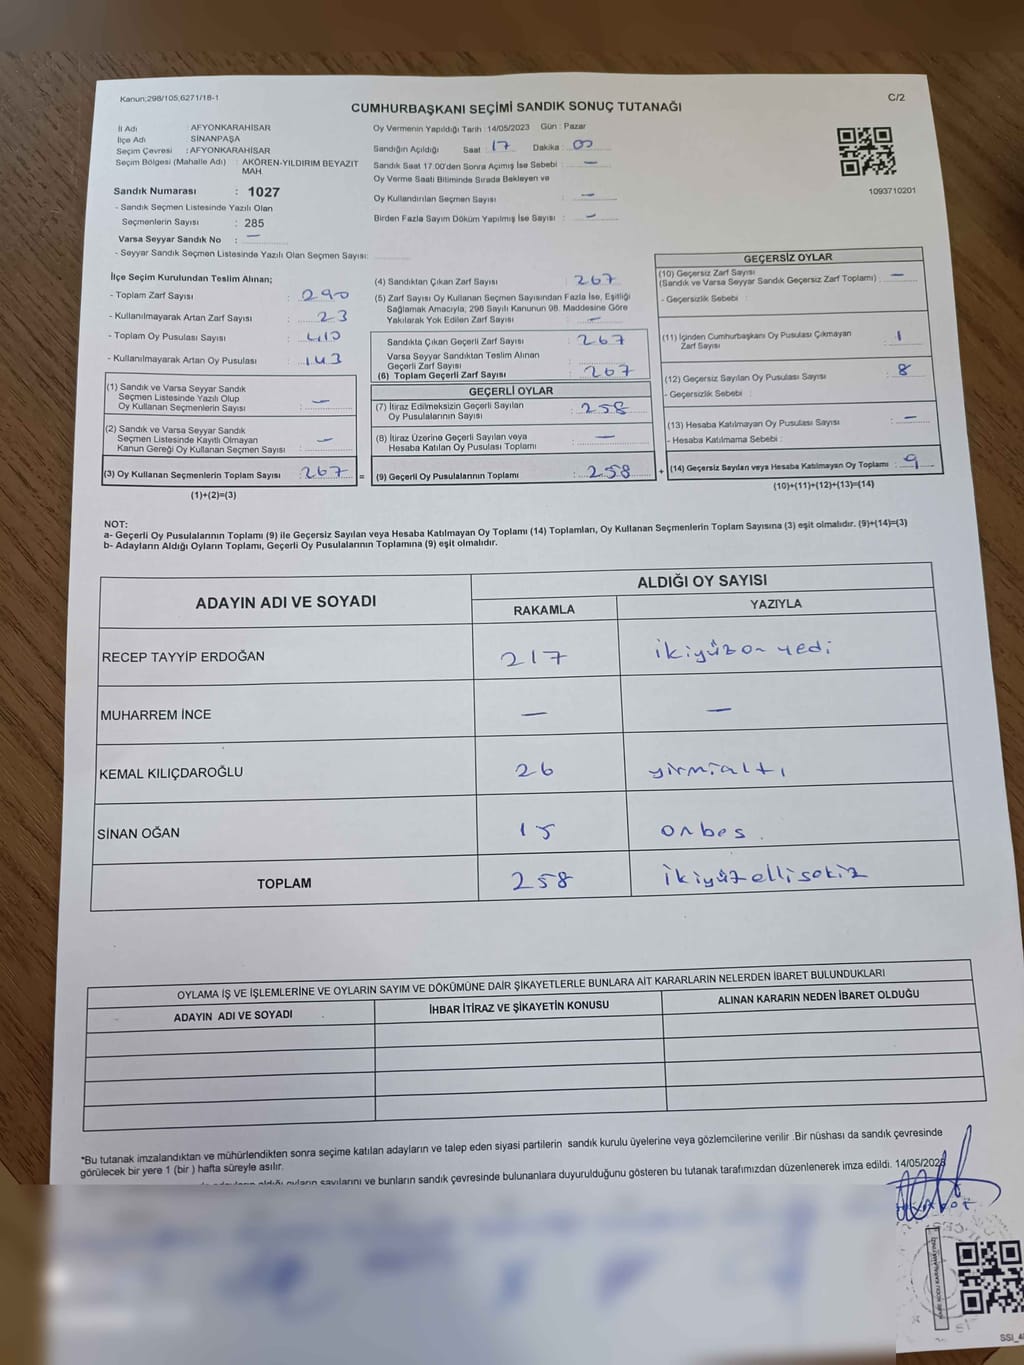 Kanun;298/105,6271/18-1
C/2
CUMHURBAŞKANI SEÇİMİ SANDIK SONUÇ TUTANAĞI
İl Adı : AFYONKARAHİSAR
İlçe Adı : SİNANPAŞA
Seçim Çevresi : AFYONKARAHİSAR
Seçim Bölgesi (Mahalle Adı) : AKÖREN-YILDIRIM BEYAZIT
MAH.
Sandık Numarası : 1027
- Sandık Seçmen Listesinde Yazılı Olan
Seçmenlerin Sayısı : 285
Varsa Seyyar Sandık No : —
- Seyyar Sandık Seçmen Listesinde Yazılı Olan Seçmen Sayısı:
Oy Vermenin Yapıldığı Tarih : 14/05/2023 Gün : Pazar
Sandığın Açıldığı Saat : 17 Dakika : 00
Sandık Saat 17.00'den Sonra Açımış İse Sebebi : —
Oy Verme Saati Bitiminde Sırada Bekleyen ve
Oy Kullandırılan Seçmen Sayısı : —
Birden Fazla Sayım Döküm Yapılmış İse Sayısı : —
1093710201
İlçe Seçim Kurulundan Teslim Alınan;
- Toplam Zarf Sayısı : 290
- Kullanılmayarak Artan Zarf Sayısı : 23
- Toplam Oy Pusulası Sayısı : 410
- Kullanılmayarak Artan Oy Pusulası : 143
(1) Sandık ve Varsa Seyyar Sandık
Seçmen Listesinde Yazılı Olup
Oy Kullanan Seçmenlerin Sayısı : —
(2) Sandık ve Varsa Seyyar Sandık
Seçmen Listesinde Kayıtlı Olmayan
Kanun Gereği Oy Kullanan Seçmen Sayısı : —
(3) Oy Kullanan Seçmenlerin Toplam Sayısı : 267 =
(1)+(2)=(3)
(4) Sandıktan Çıkan Zarf Sayısı : 267
(5) Zarf Sayısı Oy Kullanan Seçmen Sayısından Fazla İse, Eşitliği
Sağlamak Amacıyla; 298 Sayılı Kanunun 98. Maddesine Göre
Yakılarak Yok Edilen Zarf Sayısı : —
Sandıkta Çıkan Geçerli Zarf Sayısı : 267
Varsa Seyyar Sandıktan Teslim Alınan
Geçerli Zarf Sayısı :
(6) Toplam Geçerli Zarf Sayısı : 267
GEÇERLİ OYLAR
(7) İtiraz Edilmeksizin Geçerli Sayılan
Oy Pusulalarının Sayısı : 258
(8) İtiraz Üzerine Geçerli Sayılan veya
Hesaba Katılan Oy Pusulası Toplamı : —
(9) Geçerli Oy Pusulalarının Toplamı : 258 +
GEÇERSİZ OYLAR
(10) Geçersiz Zarf Sayısı
(Sandık ve Varsa Seyyar Sandık Geçersiz Zarf Toplamı) : —
- Geçersizlik Sebebi :
(11) İçinden Cumhurbaşkanı Oy Pusulası Çıkmayan
Zarf Sayısı : 1
(12) Geçersiz Sayılan Oy Pusulası Sayısı : 8
- Geçersizlik Sebebi :
(13) Hesaba Katılmayan Oy Pusulası Sayısı : —
- Hesaba Katılmama Sebebi :
(14) Geçersiz Sayılan veya Hesaba Katılmayan Oy Toplamı : 9
(10)+(11)+(12)+(13)=(14)
NOT:
a- Geçerli Oy Pusulalarının Toplamı (9) ile Geçersiz Sayılan veya Hesaba Katılmayan Oy Toplamı (14) Toplamları, Oy Kullanan Seçmenlerin Toplam Sayısına (3) eşit olmalıdır. (9)+(14)=(3)
b- Adayların Aldığı Oyların Toplamı, Geçerli Oy Pusulalarının Toplamına (9) eşit olmalıdır.
ADAYIN ADI VE SOYADI
ALDIĞI OY SAYISI
RAKAMLA YAZIYLA
RECEP TAYYİP ERDOĞAN 217 ikiyüzon yedi
MUHARREM İNCE — —
KEMAL KILIÇDAROĞLU 26 yirmialtı
SİNAN OĞAN 15 onbes.
TOPLAM 258 ikiyüzellisekiz
OYLAMA İŞ VE İŞLEMLERİNE VE OYLARIN SAYIM VE DÖKÜMÜNE DAİR ŞİKAYETLERLE BUNLARA AİT KARARLARIN NELERDEN İBARET BULUNDUKLARI
ADAYIN ADI VE SOYADI İHBAR İTİRAZ VE ŞİKAYETİN KONUSU ALINAN KARARIN NEDEN İBARET OLDUĞU
*Bu tutanak imzalandıktan ve mühürlendikten sonra seçime katılan adayların ve talep eden siyasi partilerin sandık kurulu üyelerine veya gözlemcilerine verilir .Bir nüshası da sandık çevresinde
görülecek bir yere 1 (bir ) hafta süreyle asılır.
oyların sayılarını ve bunların sandık çevresinde bulunanlara duyurulduğunu gösteren bu tutanak tarafımızdan düzenlenerek imza edildi. 14/05/2023